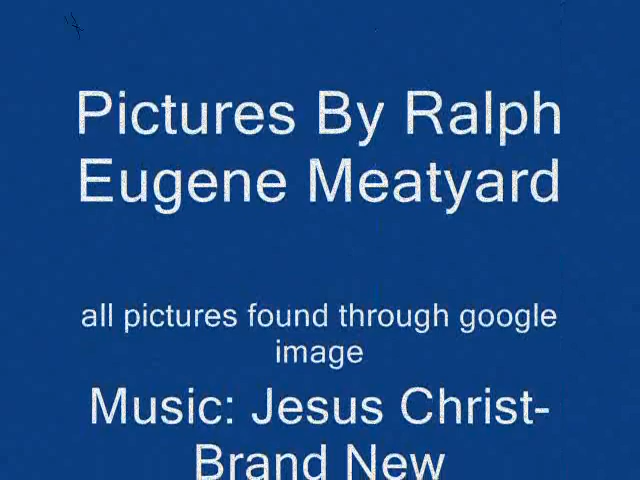 Pictures By Ralph
Eugene Meatyard
all pictures found through google
image
Music: Jesus Christ-
Brand New